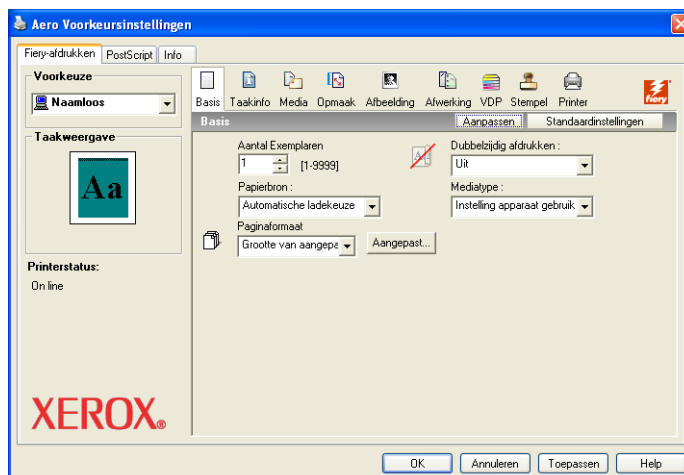 Aero Voorkeursinstellingen
Fiery-afdrukken PostScript Info
Voorkeuze
Naamloos
Taakweergave
Aa
Printerstatus:
On line
XEROX®
Basis Taakinfo Media Opmaak Afbeelding Afwerking VDP Stempel Printer
fiery
Basis Aanpassen Standaardinstellingen
Aantal Exemplaren
1 [1-9999]
Dubbelzijdig afdrukken :
Uit
Papierbron :
Automatische ladekeuze
Mediatype :
Instelling apparaat gebruik
Paginaformaat
Grootte van aangepa Aangepast...
OK Annuleren Toepassen Help